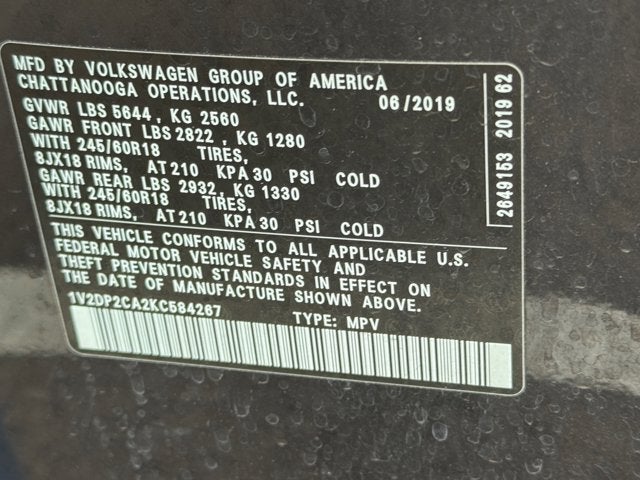 MFD BY VOLKSWAGEN GROUP OF AMERICA
CHATTANOOGA OPERATIONS, LLC. 06/2019
GVWR LBS 5644 , KG 2560
GAWR FRONT LBS 2822 , KG 1280
WITH 245/60R18 TIRES,
8JX18 RIMS, AT 210 KPA 30 PSI COLD
GAWR REAR LBS 2932, KG 1330
WITH 245/60R18 TIRES,
8JX18 RIMS, AT 210 KPA 30 PSI COLD
THIS VEHICLE CONFORMS TO ALL APPLICABLE U.S.
FEDERAL MOTOR VEHICLE SAFETY AND
THEFT PREVENTION STANDARDS IN EFFECT ON
THE DATE OF MANUFACTURE SHOWN ABOVE.
1V2DP2CA2KC584267 TYPE: MPV
2649153 2019 62